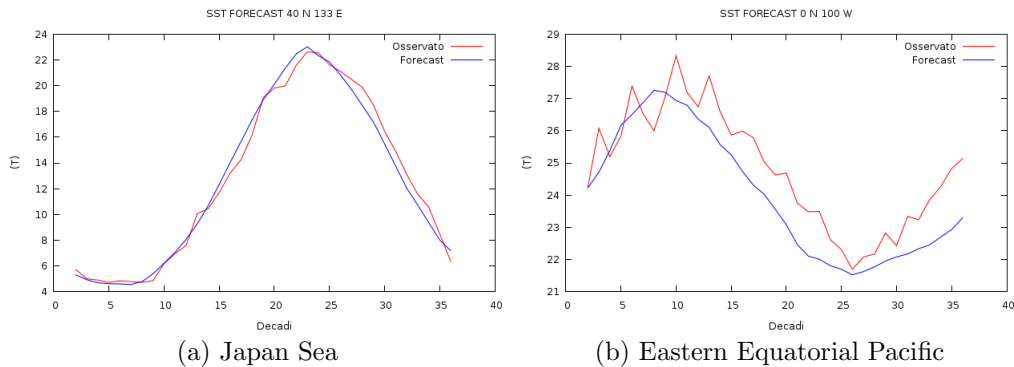 SST FORECAST 40 N 133 E
Osservato
Forecast
24
22
20
18
16
14
12
10
8
6
4
(T)
0 5 10 15 20 25 30 35 40
Decadi
(a) Japan Sea
SST FORECAST 0 N 100 W
Osservato
Forecast
29
28
27
26
25
24
23
22
21
(T)
0 5 10 15 20 25 30 35 40
Decadi
(b) Eastern Equatorial Pacific